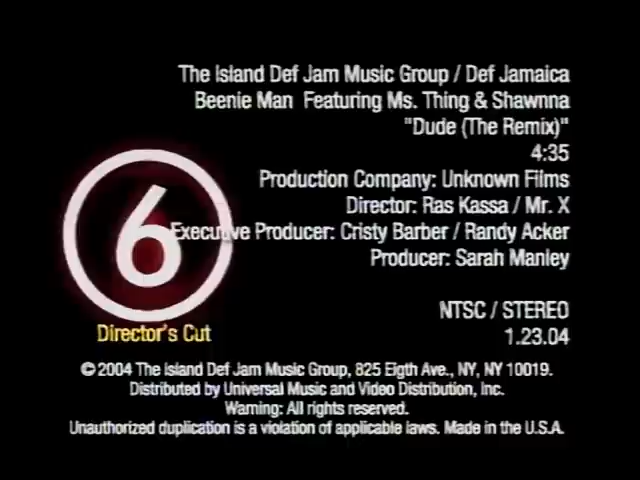 The Island Def Jam Music Group / Def Jamaica
Beenie Man Featuring Ms. Thing & Shawnna
"Dude (The Remix)"
4:35
Production Company: Unknown Films
Director: Ras Kassa / Mr. X
Executive Producer: Cristy Barber / Randy Acker
Producer: Sarah Manley
6
NTSC / STEREO
Director's Cut
1.23.04
©2004 The Island Def Jam Music Group, 825 Eigth Ave., NY, NY 10019.
Distributed by Universal Music and Video Distribution, Inc.
Warning: All rights reserved.
Unauthorized duplication is a violation of applicable laws. Made in the U.S.A.